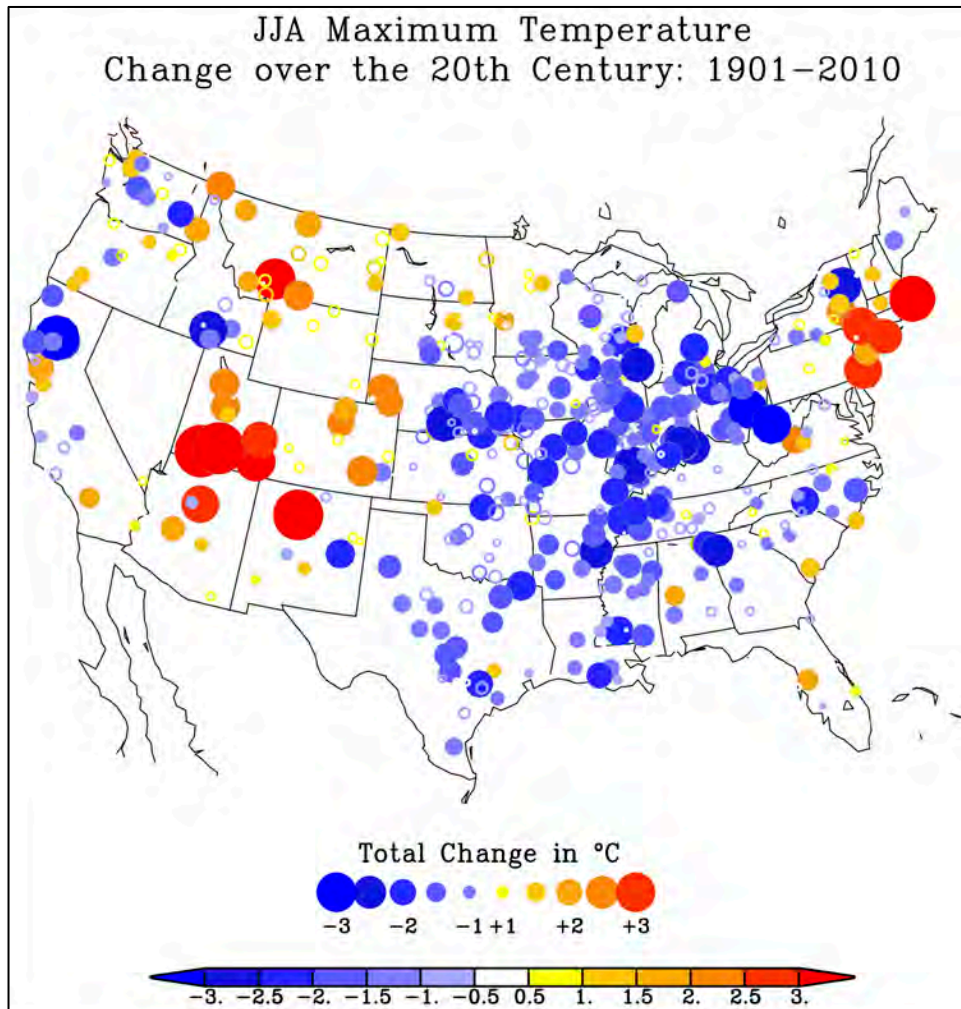 JJA Maximum Temperature
Change over the 20th Century: 1901-2010
Total Change in °C
-3 -2 -1 +1 +2 +3
-3. -2.5 -2. -1.5 -1. -0.5 0.5 1. 1.5 2. 2.5 3.